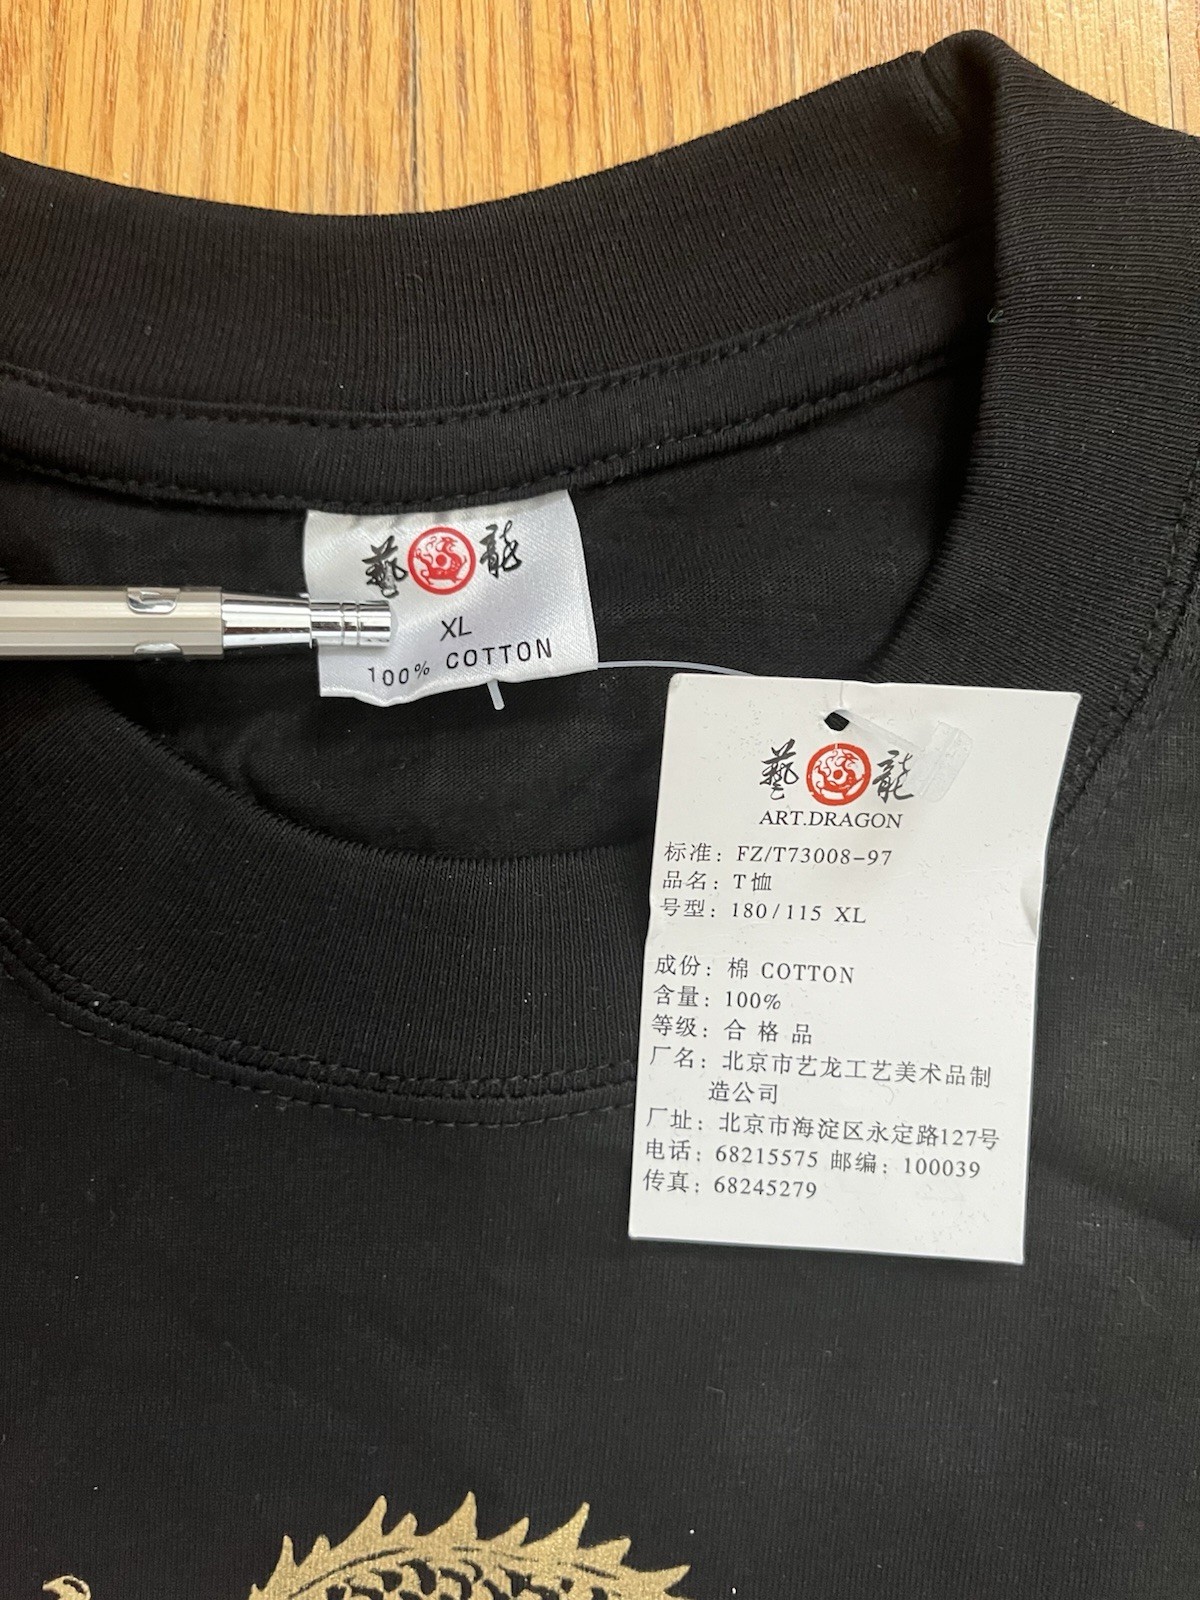 藝 龍
XL
100% COTTON
藝 龍
ART.DRAGON
标准：FZ/T73008-97
品名：T恤
号型：180/115 XL
成份：棉 COTTON
含量：100%
等级：合 格 品
厂名：北京市艺龙工艺美术品制
造公司
厂址：北京市海淀区永定路127号
电话：68215575 邮编：100039
传真：68245279